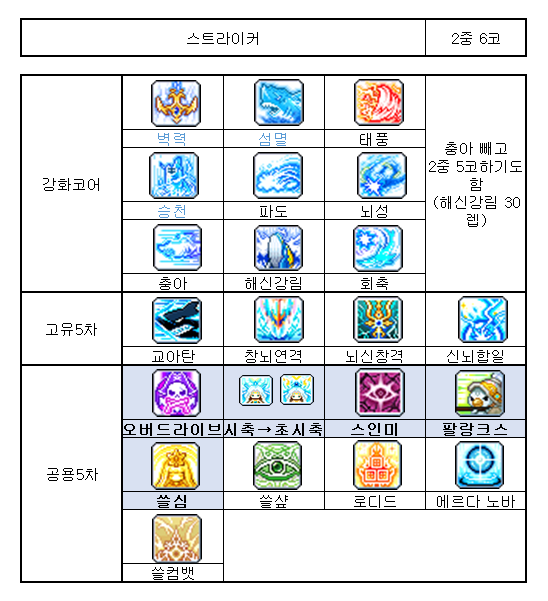 스트라이커 2중 6코
강화코어
벽력 섬멸 태풍
승천 파도 뇌성
충아 해신강림 회축
충아 빼고
2중 5코하기도
함
(해신강림 30
렙)
고유5차
교아탄 창뇌연격 뇌신창격 신뇌합일
공용5차
오버드라이브 시축→초시축 스인미 팔랑크스
쓸심 쓸샾 로디드 에르다 노바
쓸컴뱃